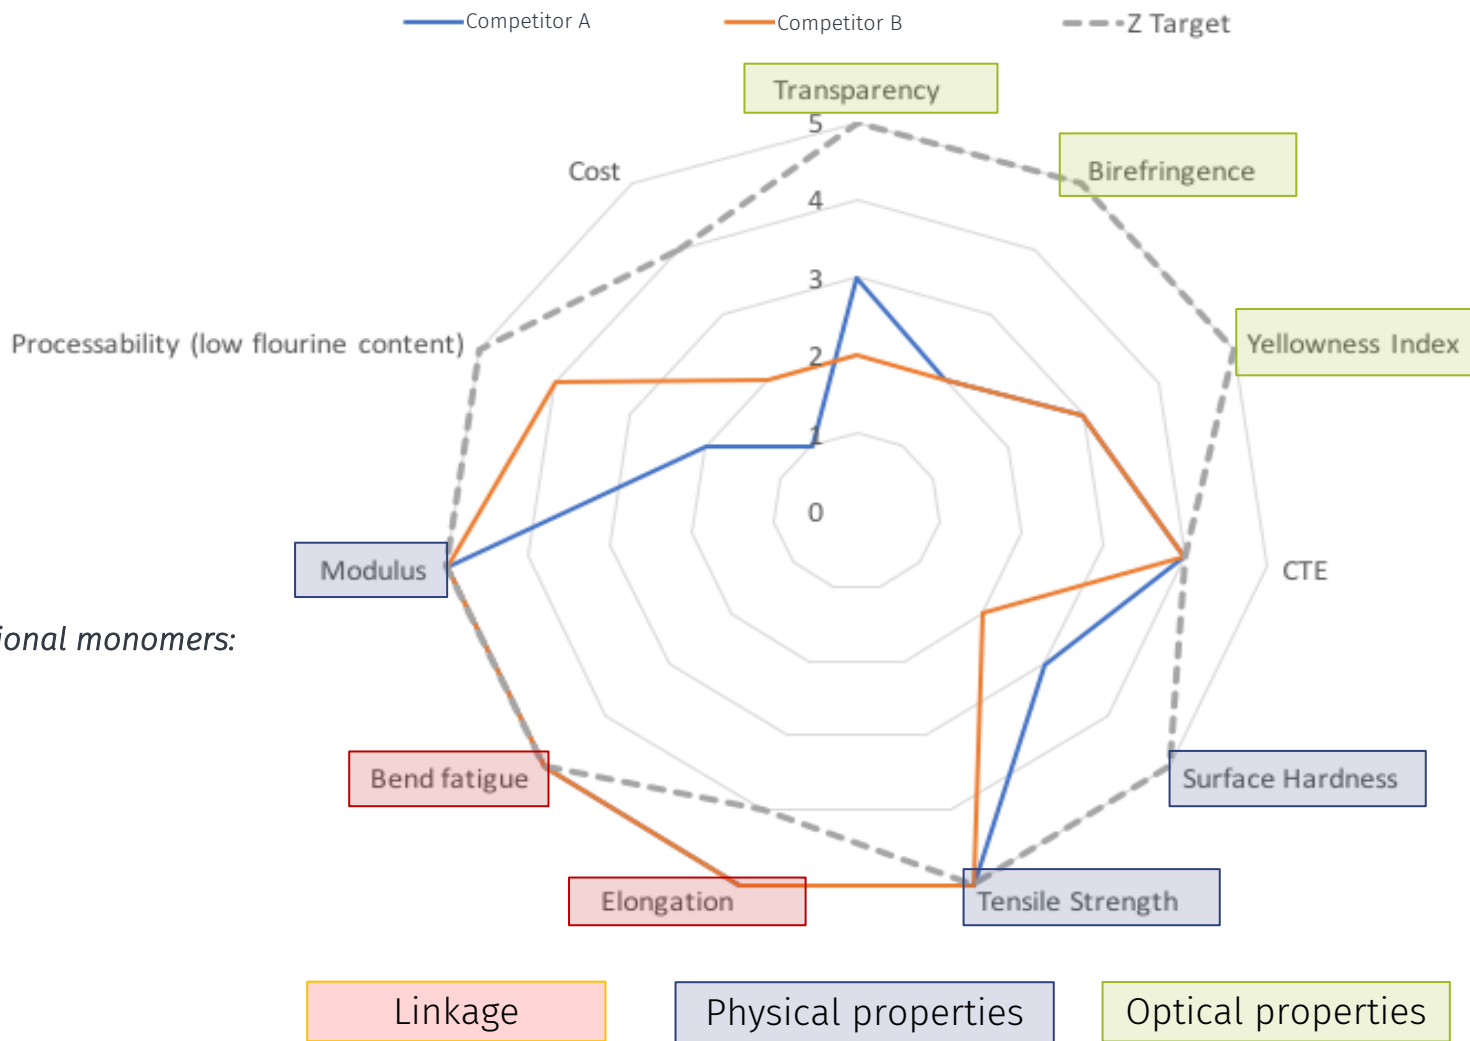 Competitor A
Competitor B
Z Target
Transparency
5
Birefringence
Cost
4
3
Processability (low flourine content)
Yellowness Index
2
1
0
Modulus
CTE
ional monomers:
Bend fatigue
Surface Hardness
Elongation
Tensile Strength
Linkage
Physical properties
Optical properties